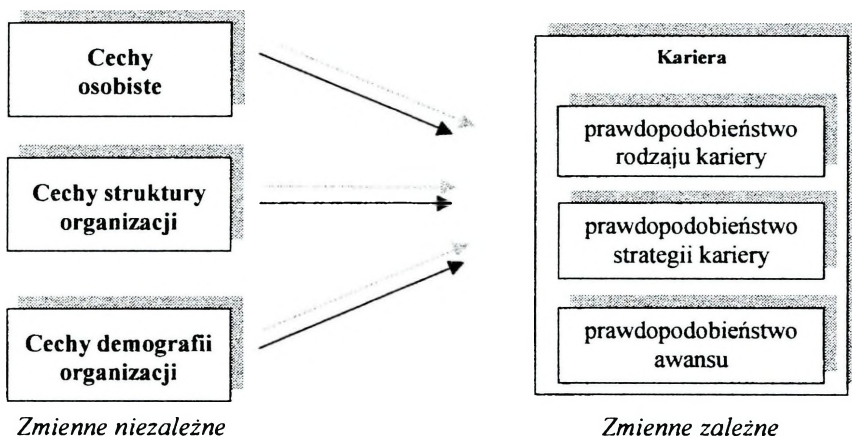 Cechy
osobiste
Cechy struktury
organizacji
Cechy demografii
organizacji
Zmienne niezależne
Kariera
prawdopodobieństwo
rodzaju kariery
prawdopodobieństwo
strategii kariery
prawdopodobieństwo
awansu
Zmienne zależne